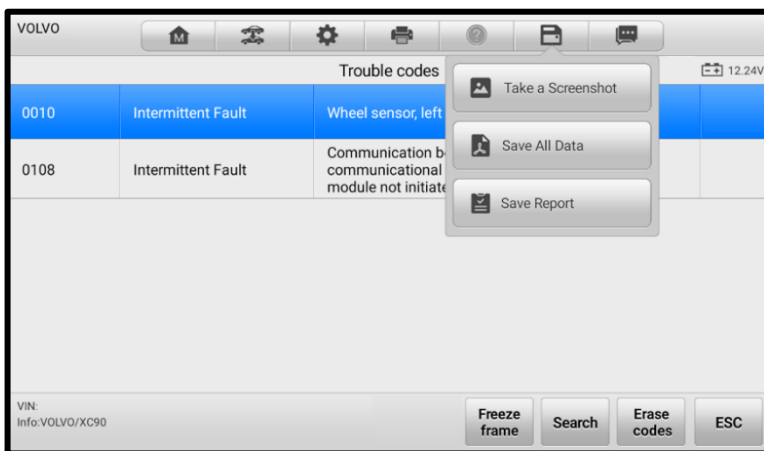 VOLVO
M
Trouble codes
12.24V
Take a Screenshot
Save All Data
Save Report
0010
Intermittent Fault
Wheel sensor, left
0108
Intermittent Fault
Communication b
communicational
module not initiate
VIN:
Info:VOLVO/XC90
Freeze
frame
Search
Erase
codes
ESC